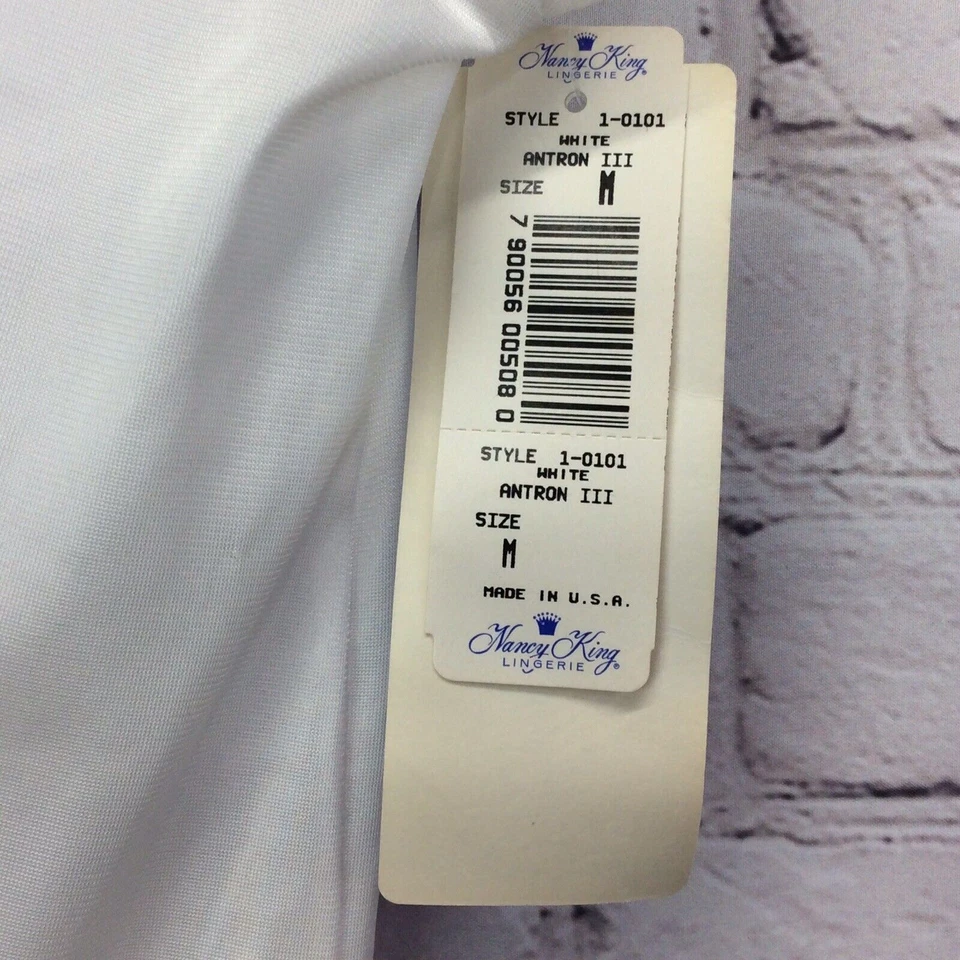 Nancy King®
LINGERIE
STYLE 1-0101
WHITE
ANTRON III
SIZE M
7 90056 00508 0
STYLE 1-0101
WHITE
ANTRON III
SIZE
M
MADE IN U.S.A.
Nancy King®
LINGERIE